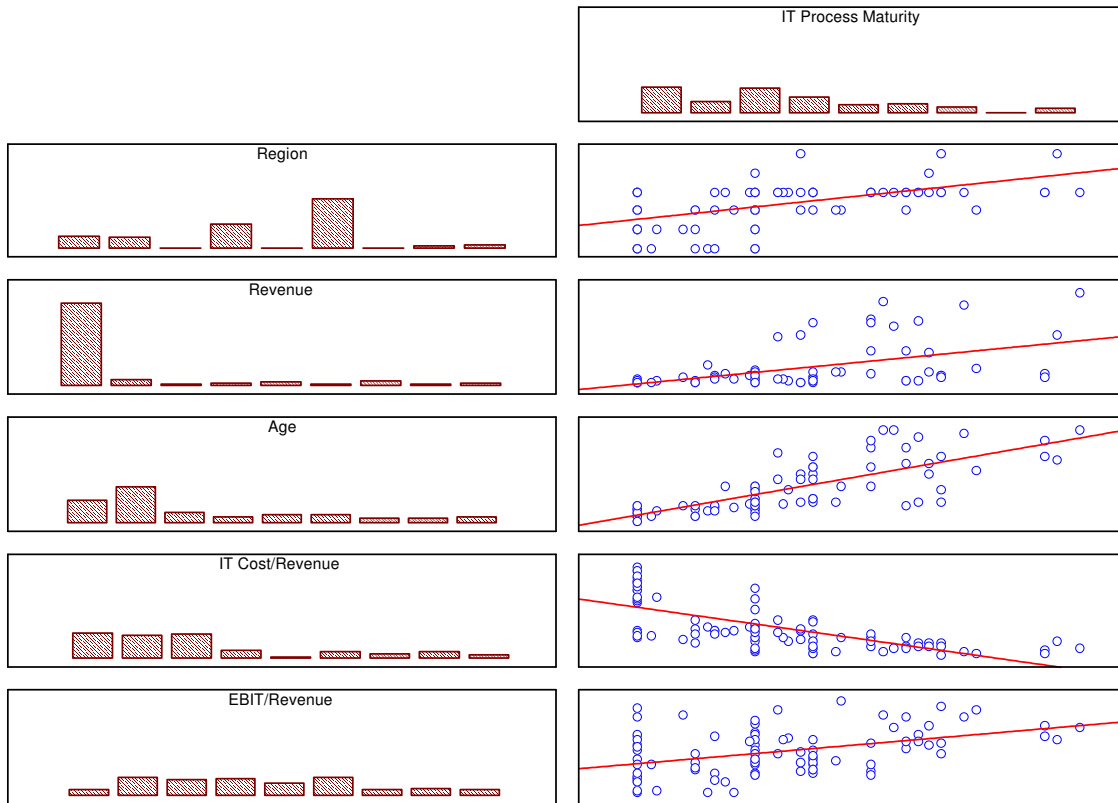 IT Process Maturity
Region
Revenue
Age
IT Cost/Revenue
EBIT/Revenue